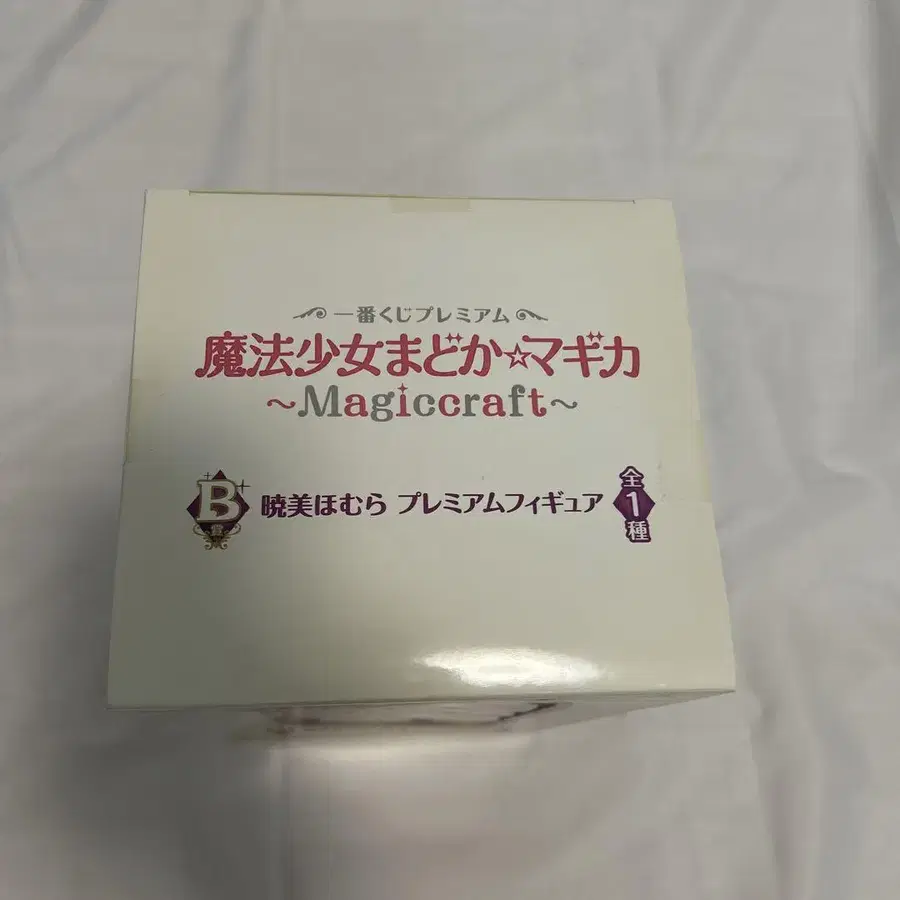 一番くじプレミアム
魔法少女まどか☆マギカ
～Magiccraft～
B賞 暁美ほむら プレミアムフィギュア 全1種